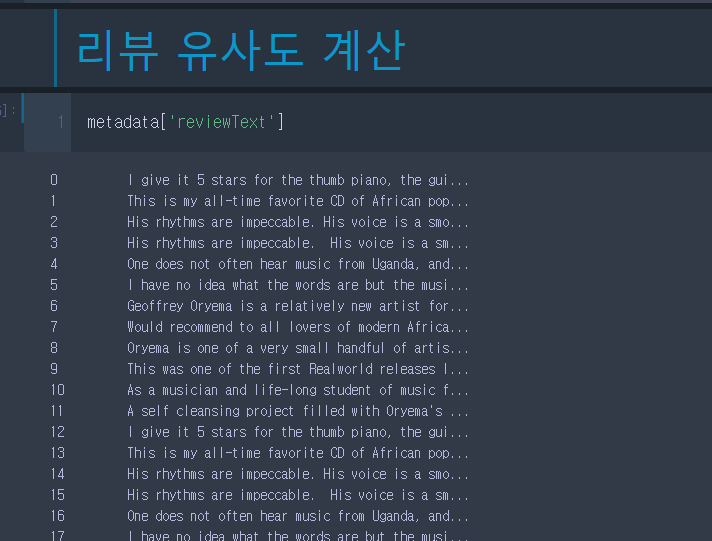 리뷰 유사도 계산
1 metadata['reviewText']
0 I give it 5 stars for the thumb piano, the gui...
1 This is my all-time favorite CD of African pop...
2 His rhythms are impeccable. His voice is a smo...
3 His rhythms are impeccable.  His voice is a sm...
4 One does not often hear music from Uganda, and...
5 I have no idea what the words are but the musi...
6 Geoffrey Oryema is a relatively new artist for...
7 Would recommend to all lovers of modern Africa...
8 Oryema is one of a very small handful of artis...
9 This was one of the first Realworld releases I...
10 As a musician and life-long student of music f...
11 A self cleansing project filled with Oryema's ...
12 I give it 5 stars for the thumb piano, the gui...
13 This is my all-time favorite CD of African pop...
14 His rhythms are impeccable. His voice is a smo...
15 His rhythms are impeccable.  His voice is a sm...
16 One does not often hear music from Uganda, and...
17 I have no idea what the words are but the musi...